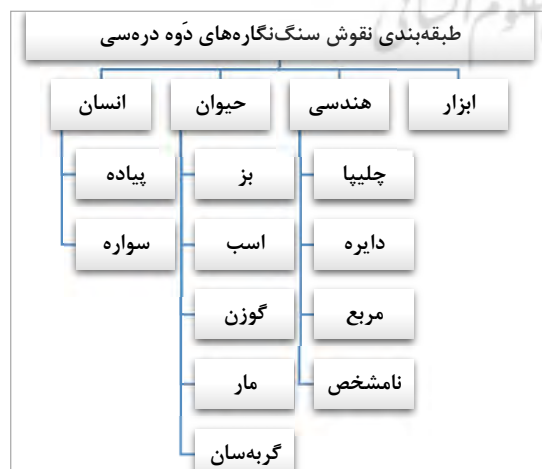 طبقه‌بندی نقوش سنگ‌نگاره‌های دَوه دره‌سی
ابزار
هندسی
حیوان
انسان
چلیپا
بز
پیاده
دایره
اسب
سواره
مربع
گوزن
نامشخص
مار
گربه‌سان